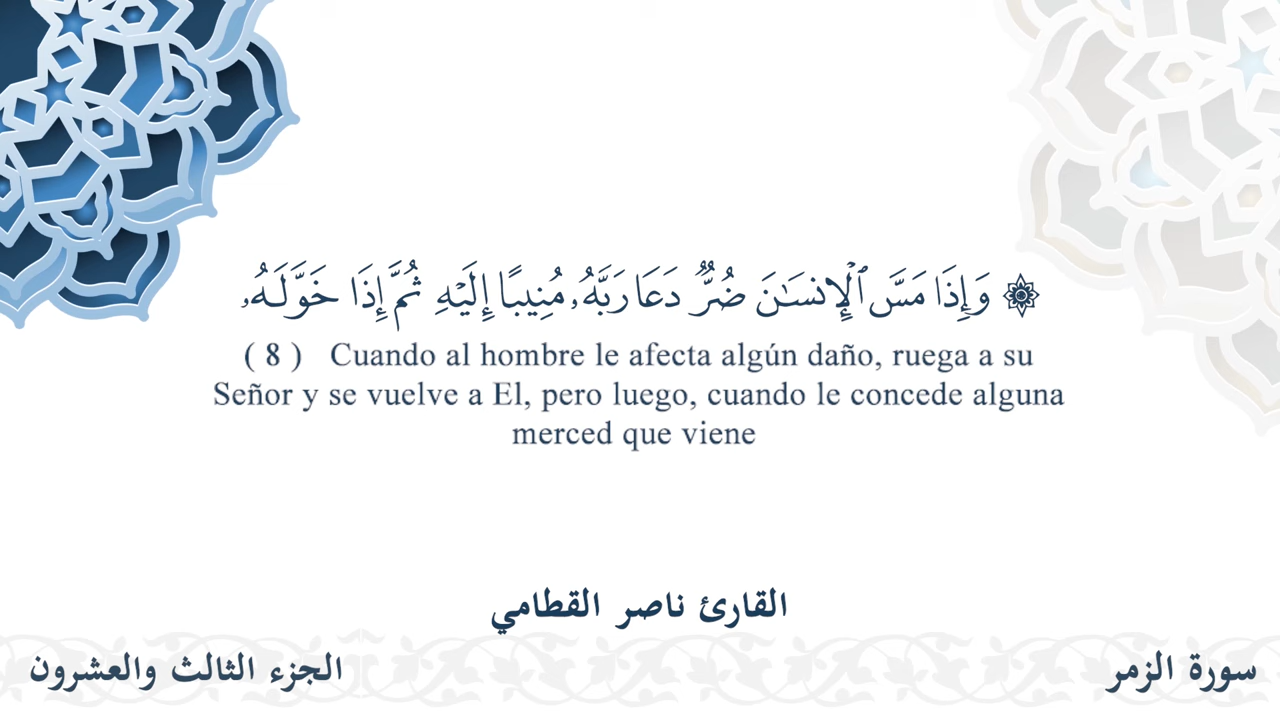 ۞ وَإِذَا مَسَّ ٱلْإِنسَـٰنَ ضُرٌّ دَعَا رَبَّهُۥ مُنِيبًا إِلَيْهِ ثُمَّ إِذَا خَوَّلَهُۥ
( 8 ) Cuando al hombre le afecta algún daño, ruega a su
Señor y se vuelve a El, pero luego, cuando le concede alguna
merced que viene
القارئ ناصر القطامي
سورة الزمر
الجزء الثالث والعشرون